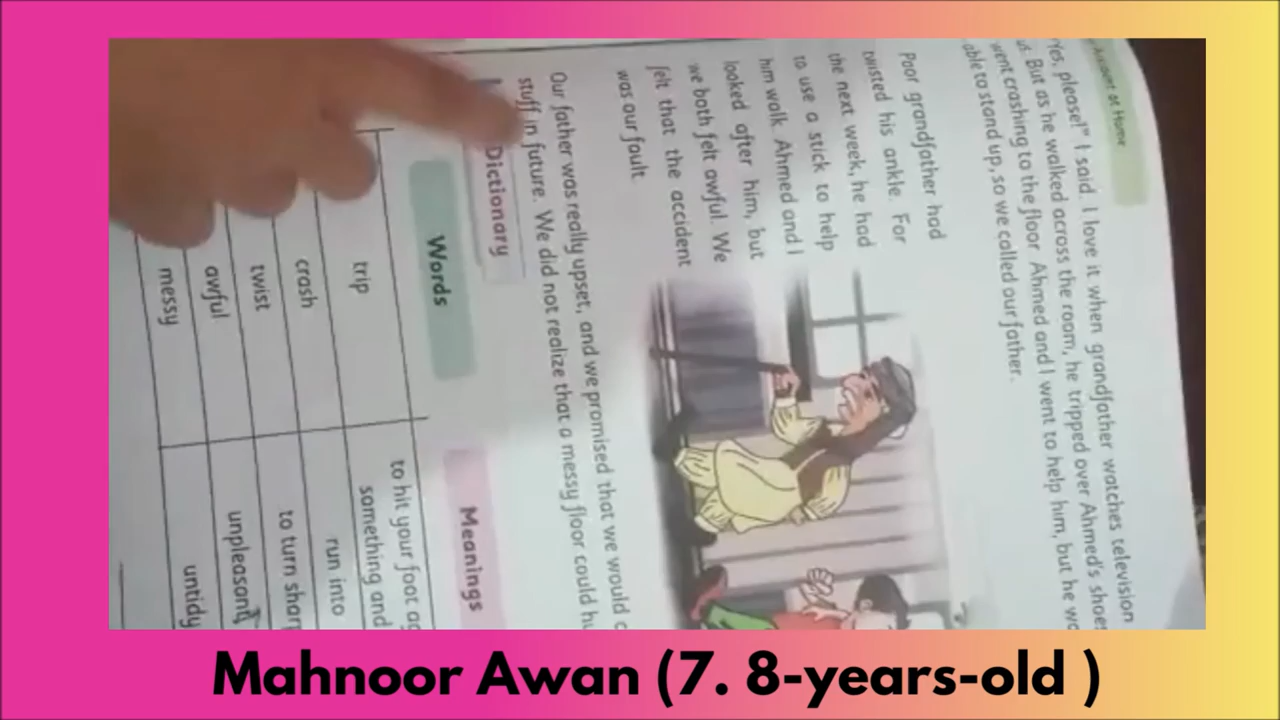 Account at Home
"Yes, please!" I said. I love it when grandfather watches television
us. But as he walked across the room, he tripped over Ahmed's shoes
went crashing to the floor. Ahmed and I went to help him, but he wa
able to stand up, so we called our father.
Poor grandfather had
twisted his ankle. For
the next week, he had
to use a stick to help
him walk. Ahmed and I
looked after him, but
we both felt awful. We
felt that the accident
was our fault.
Our father was really upset, and we promised that we would c
stuff in future. We did not realize that a messy floor could hu
Dictionary
Words
Meanings
trip
to hit your foot ag
something and
crash
run into
twist
to turn shar
awful
unpleasant
messy
untidy
Mahnoor Awan (7. 8-years-old )